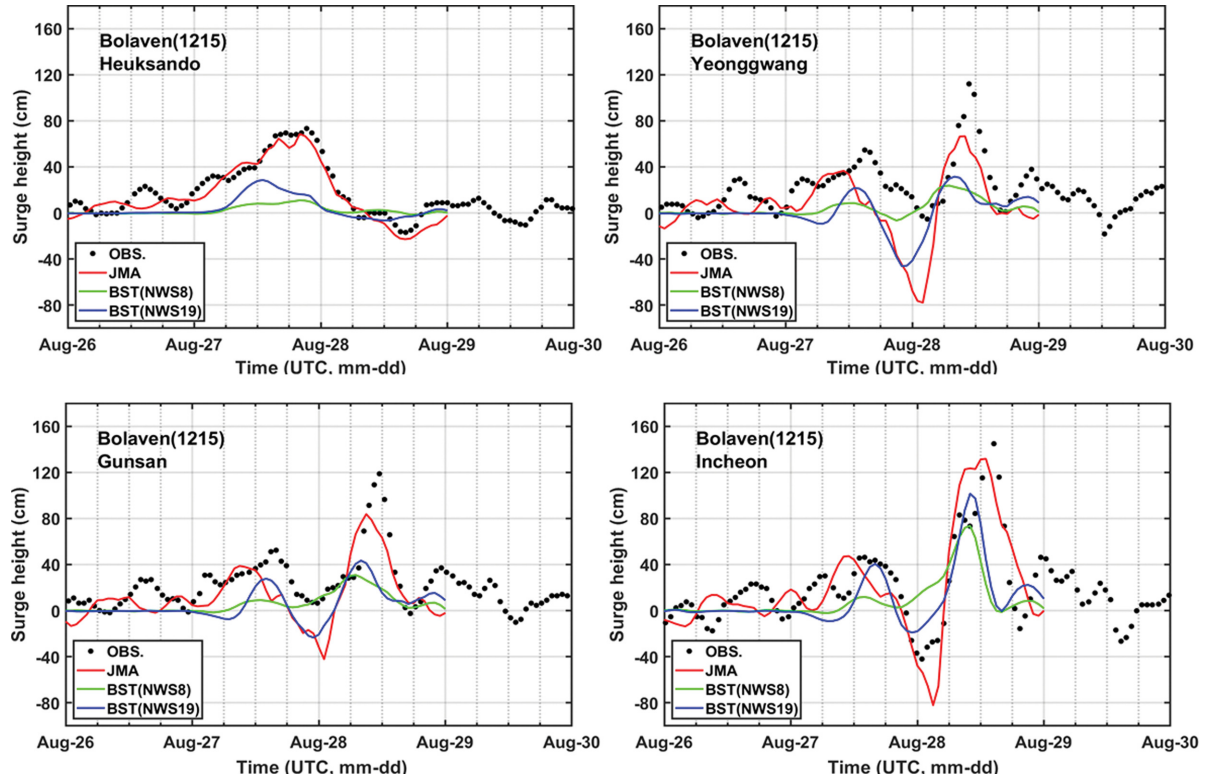 Bolaven(1215)
Heuksando
Surge height (cm)
160
120
80
40
0
-40
-80
OBS.
JMA
BST(NWS8)
BST(NWS19)
Aug-26
Aug-27
Aug-28
Aug-29
Aug-30
Time (UTC, mm-dd)
Bolaven(1215)
Yeonggwang
Surge height (cm)
160
120
80
40
0
-40
-80
OBS.
JMA
BST(NWS8)
BST(NWS19)
Aug-26
Aug-27
Aug-28
Aug-29
Aug-30
Time (UTC, mm-dd)
Bolaven(1215)
Gunsan
Surge height (cm)
160
120
80
40
0
-40
-80
OBS.
JMA
BST(NWS8)
BST(NWS19)
Aug-26
Aug-27
Aug-28
Aug-29
Aug-30
Time (UTC, mm-dd)
Bolaven(1215)
Incheon
Surge height (cm)
160
120
80
40
0
-40
-80
OBS.
JMA
BST(NWS8)
BST(NWS19)
Aug-26
Aug-27
Aug-28
Aug-29
Aug-30
Time (UTC, mm-dd)